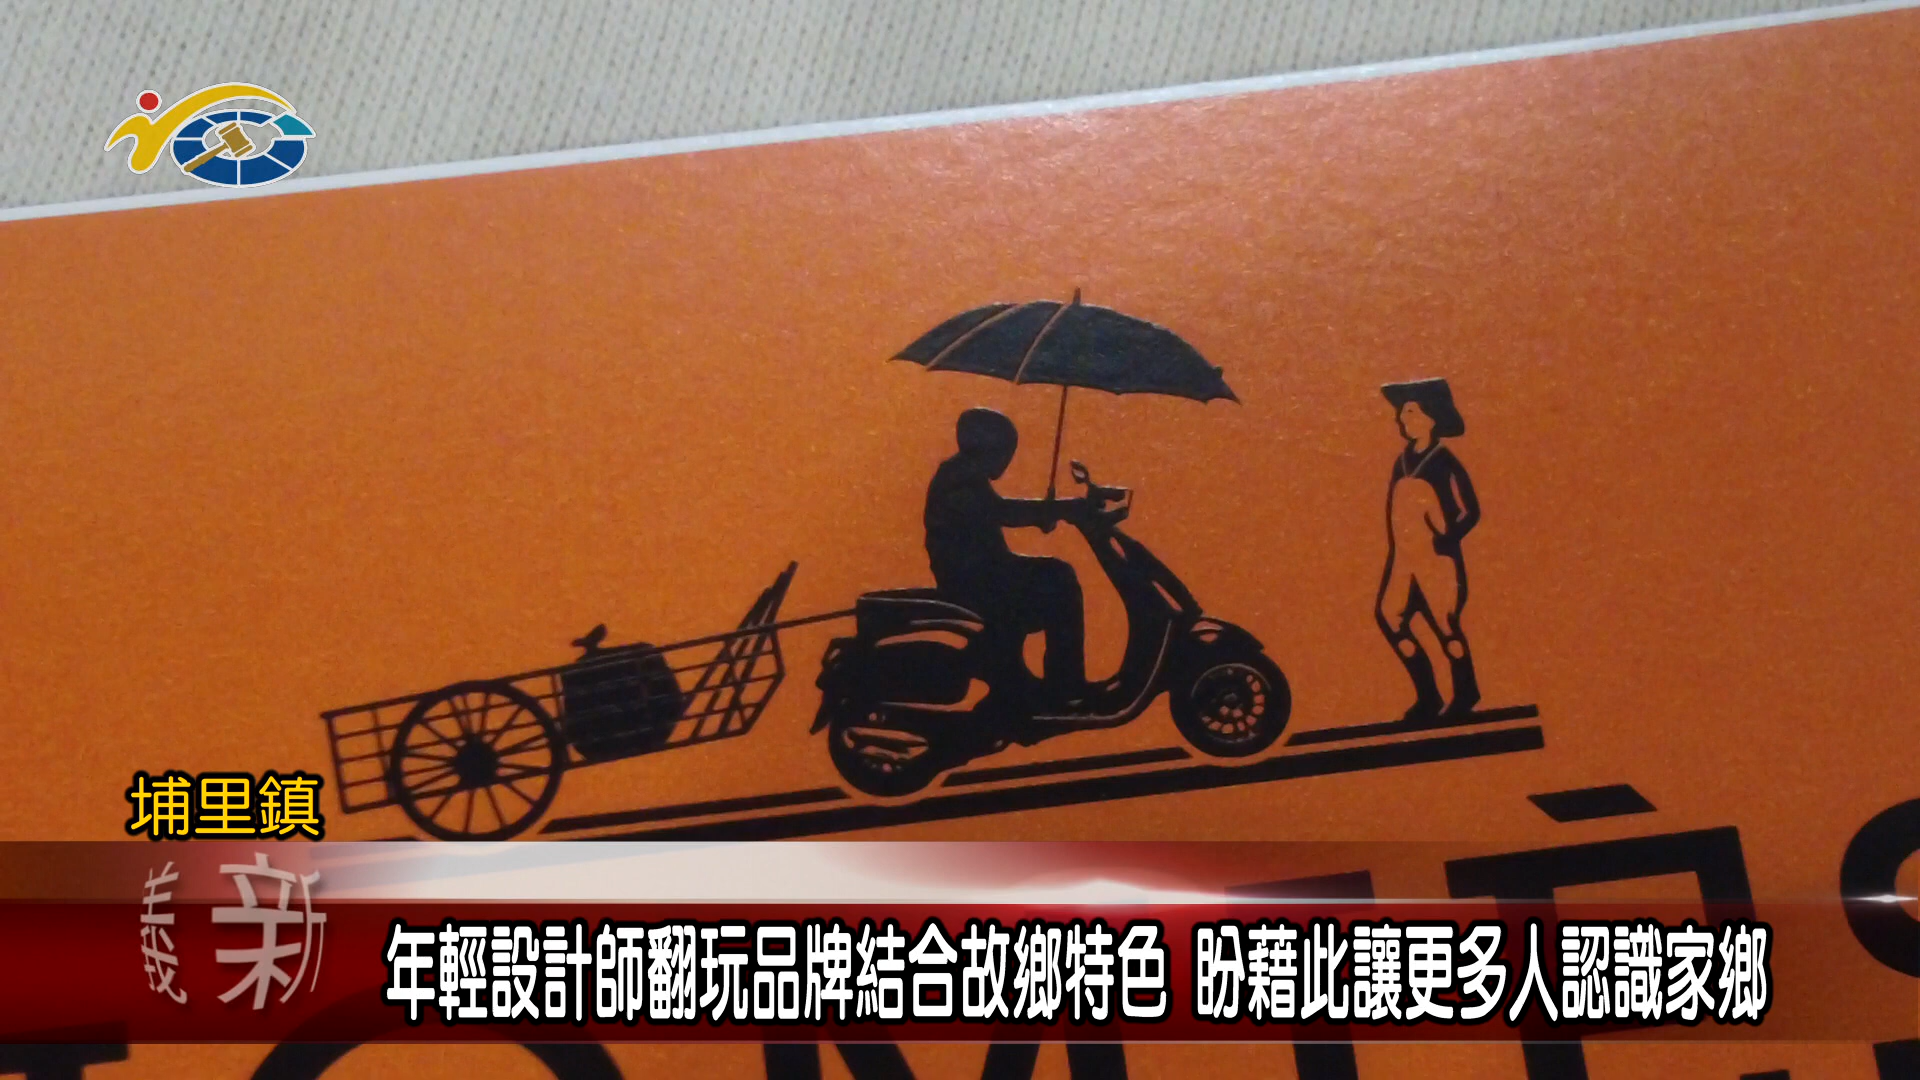 埔里鎮
義 新
年輕設計師翻玩品牌結合故鄉特色 盼藉此讓更多人認識家鄉